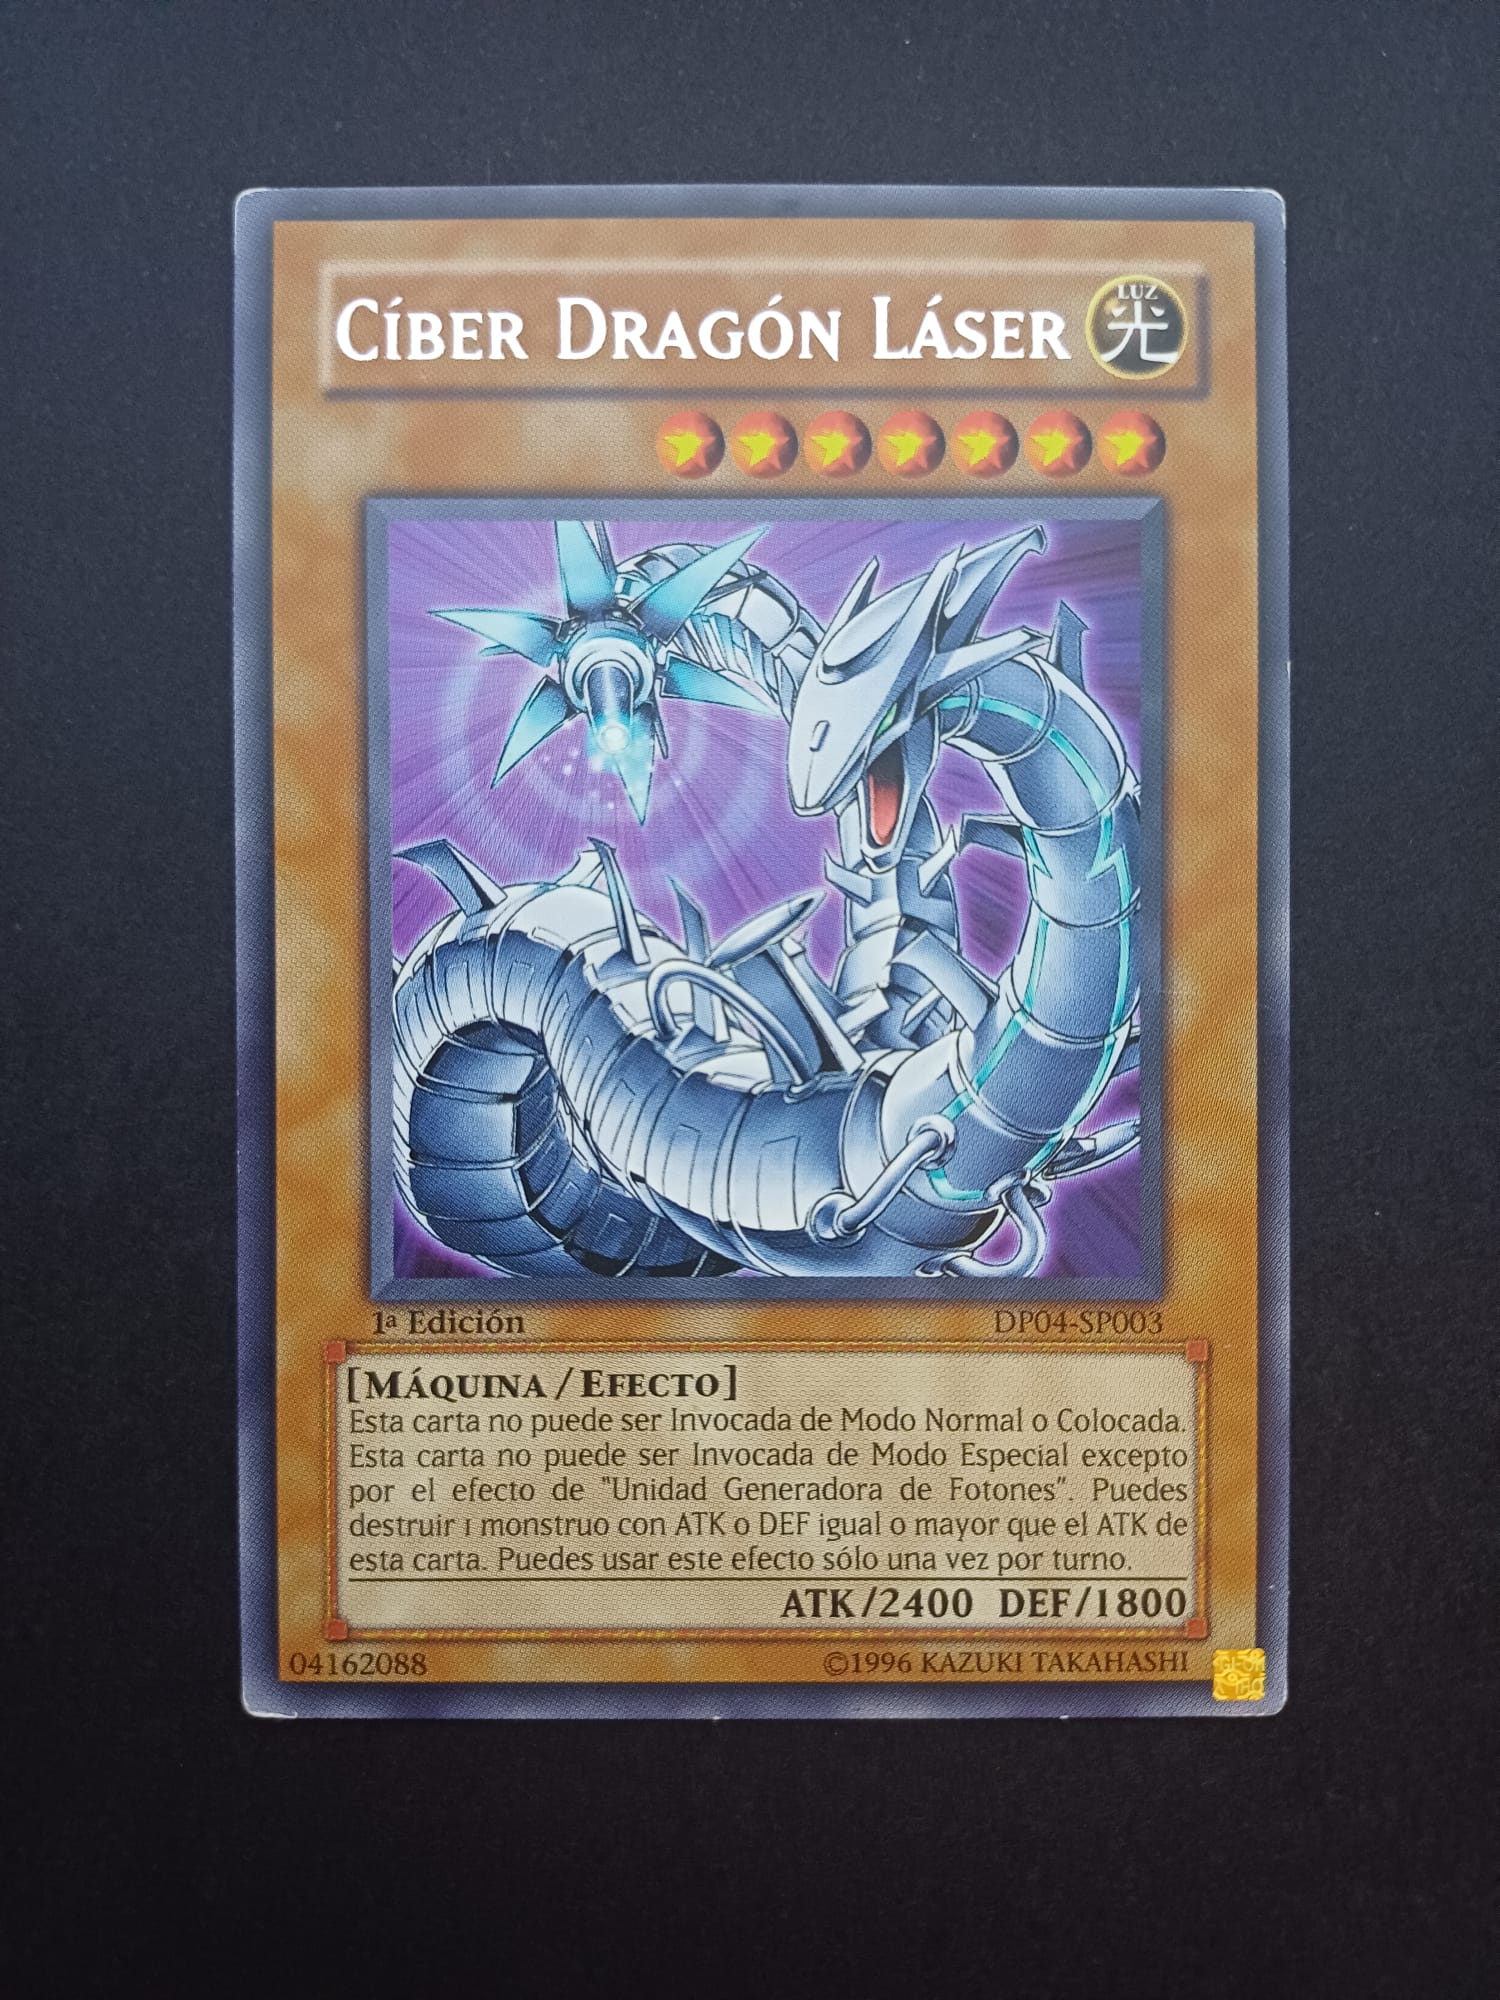 CÍBER DRAGÓN LÁSER
LUZ
光
1ª Edición
DP04-SP003
[MÁQUINA / EFECTO]
Esta carta no puede ser Invocada de Modo Normal o Colocada.
Esta carta no puede ser Invocada de Modo Especial excepto
por el efecto de "Unidad Generadora de Fotones". Puedes
destruir 1 monstruo con ATK o DEF igual o mayor que el ATK de
esta carta. Puedes usar este efecto sólo una vez por turno.
ATK/2400 DEF/1800
04162088
©1996 KAZUKI TAKAHASHI